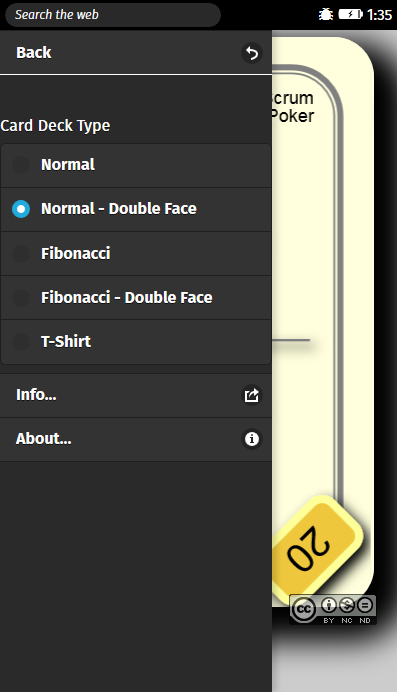 Search the web
1:35
Back
Scrum
Poker
Card Deck Type
Normal
Normal - Double Face
Fibonacci
Fibonacci - Double Face
T-Shirt
Info...
About...
20
cc
BY NC ND